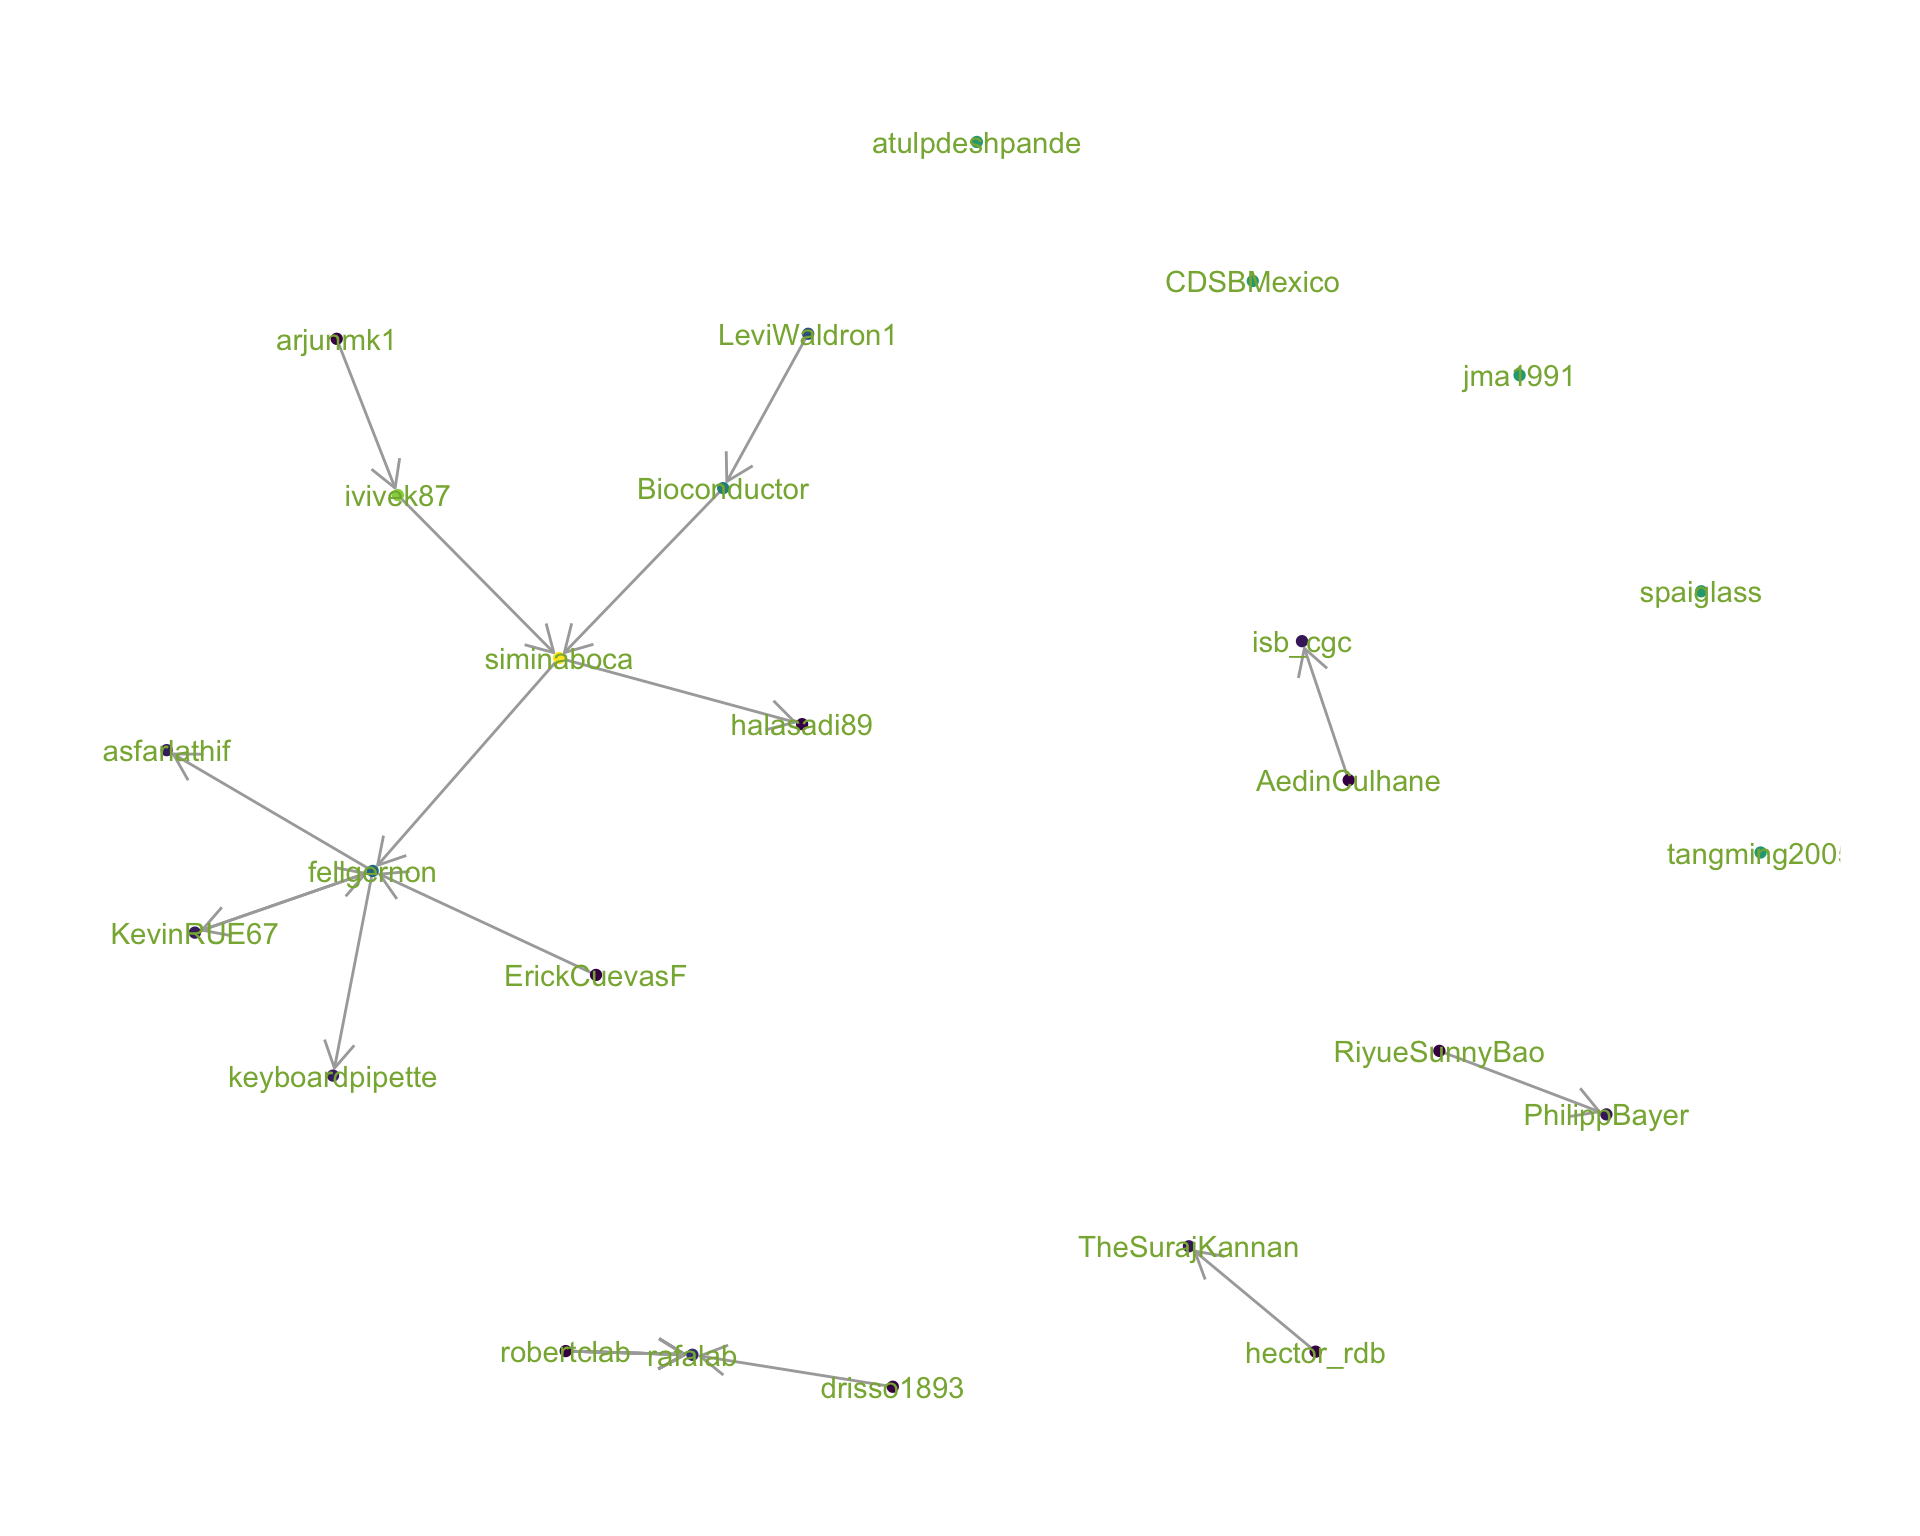 atulpdeshpande
CDSBMexico
arjunmk1
LeviWaldron1
jma1991
ivivek87
Bioconductor
spaiglass
isb_cgc
siminaboca
halasadi89
asfarlathif
AedinCulhane
tangming2005
fellgernon
KevinRUE67
ErickCuevasF
RiyueSunnyBao
keyboardpipette
PhilippBayer
TheSurajKannan
robertclab
rafalab
hector_rdb
drisso1893